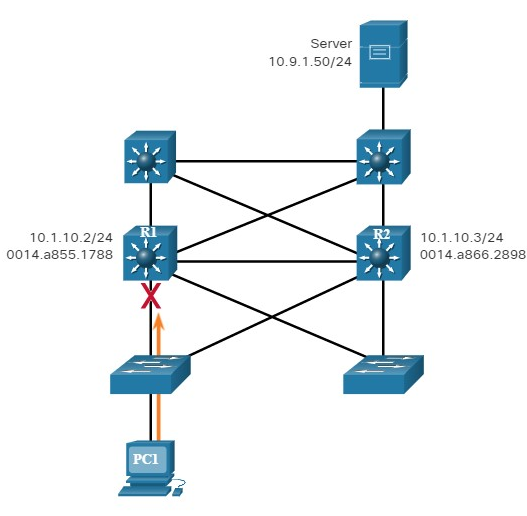 Server
10.9.1.50/24
R1
10.1.10.2/24
0014.a855.1788
R2
10.1.10.3/24
0014.a866.2898
X
PC1